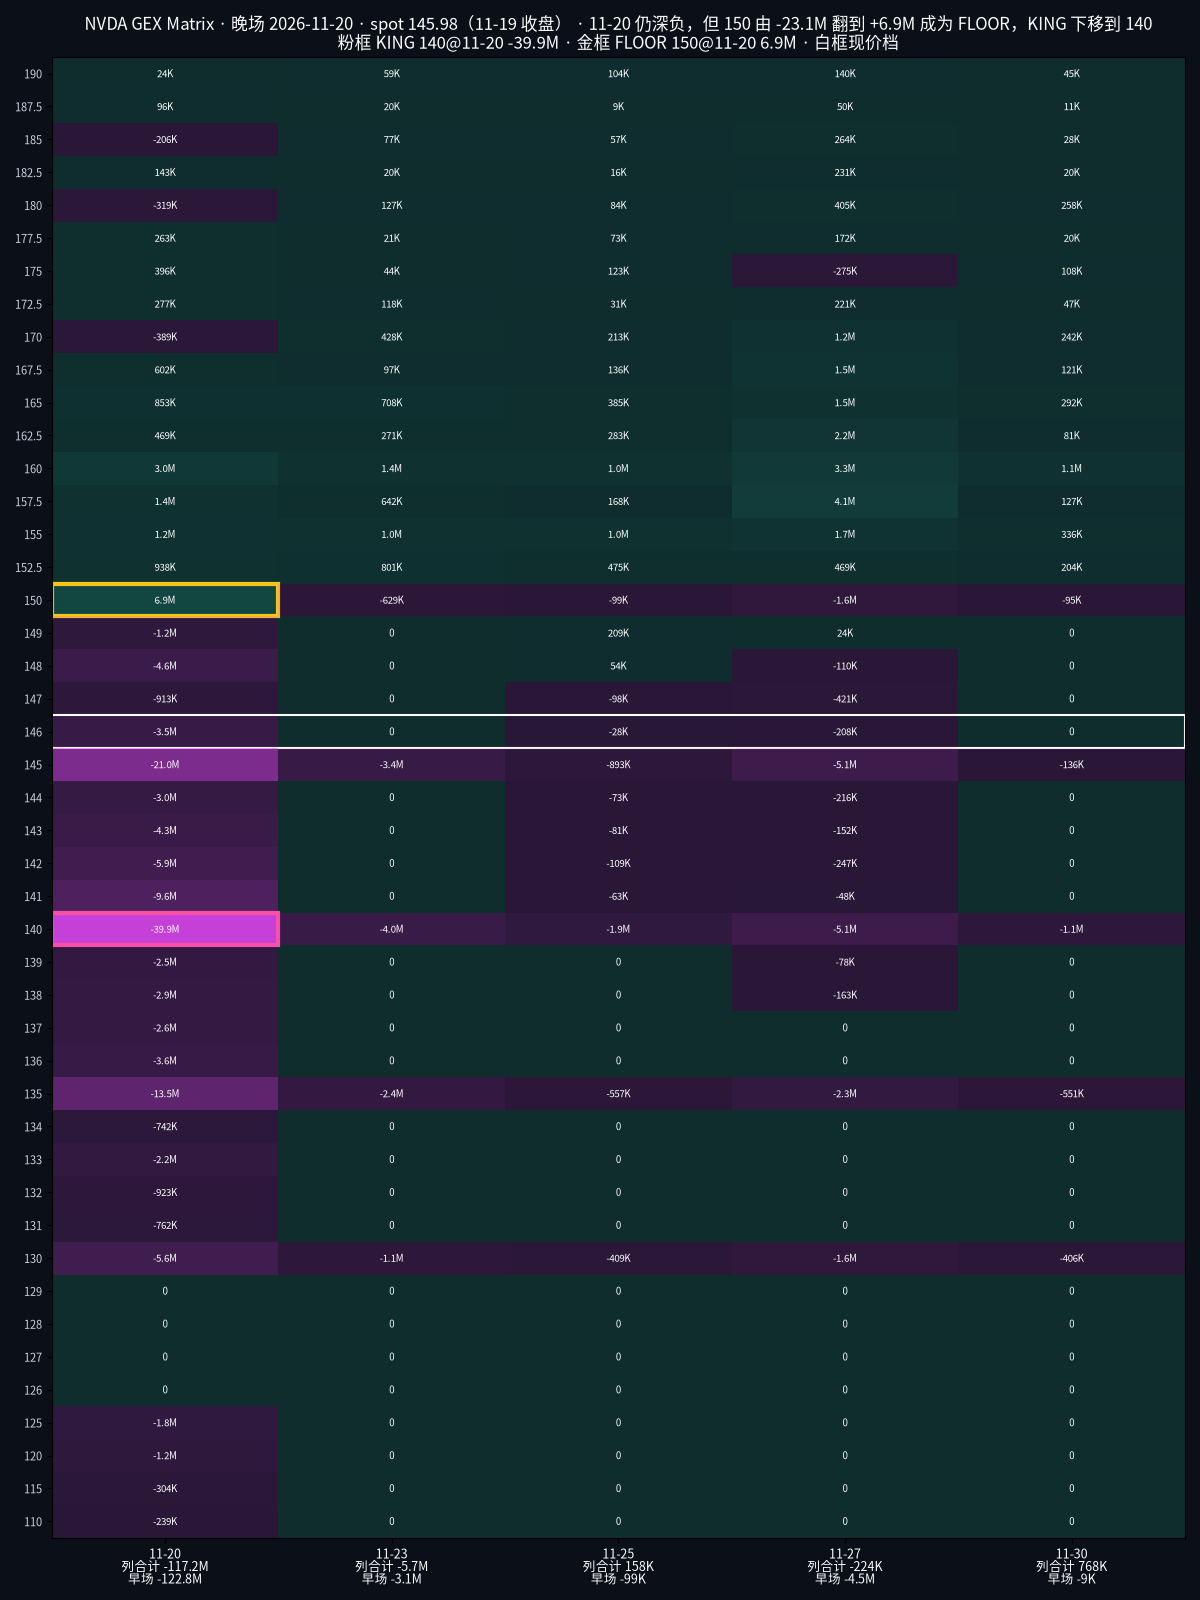 NVDA GEX Matrix · 晚场 2026-11-20 · spot 145.98（11-19 收盘） · 11-20 仍深负，但 150 由 -23.1M 翻到 +6.9M 成为 FLOOR，KING 下移到 140
粉框 KING 140@11-20 -39.9M · 金框 FLOOR 150@11-20 6.9M · 白框现价档
190 24K 59K 104K 140K 45K
187.5 96K 20K 9K 50K 11K
185 -206K 77K 57K 264K 28K
182.5 143K 20K 16K 231K 20K
180 -319K 127K 84K 405K 258K
177.5 263K 21K 73K 172K 20K
175 396K 44K 123K -275K 108K
172.5 277K 118K 31K 221K 47K
170 -389K 428K 213K 1.2M 242K
167.5 602K 97K 136K 1.5M 121K
165 853K 708K 385K 1.5M 292K
162.5 469K 271K 283K 2.2M 81K
160 3.0M 1.4M 1.0M 3.3M 1.1M
157.5 1.4M 642K 168K 4.1M 127K
155 1.2M 1.0M 1.0M 1.7M 336K
152.5 938K 801K 475K 469K 204K
150 6.9M -629K -99K -1.6M -95K
149 -1.2M 0 209K 24K 0
148 -4.6M 0 54K -110K 0
147 -913K 0 -98K -421K 0
146 -3.5M 0 -28K -208K 0
145 -21.0M -3.4M -893K -5.1M -136K
144 -3.0M 0 -73K -216K 0
143 -4.3M 0 -81K -152K 0
142 -5.9M 0 -109K -247K 0
141 -9.6M 0 -63K -48K 0
140 -39.9M -4.0M -1.9M -5.1M -1.1M
139 -2.5M 0 0 -78K 0
138 -2.9M 0 0 -163K 0
137 -2.6M 0 0 0 0
136 -3.6M 0 0 0 0
135 -13.5M -2.4M -557K -2.3M -551K
134 -742K 0 0 0 0
133 -2.2M 0 0 0 0
132 -923K 0 0 0 0
131 -762K 0 0 0 0
130 -5.6M -1.1M -409K -1.6M -406K
129 0 0 0 0 0
128 0 0 0 0 0
127 0 0 0 0 0
126 0 0 0 0 0
125 -1.8M 0 0 0 0
120 -1.2M 0 0 0 0
115 -304K 0 0 0 0
110 -239K 0 0 0 0
11-20 11-23 11-25 11-27 11-30
列合计 -117.2M 列合计 -5.7M 列合计 158K 列合计 -224K 列合计 768K
早场 -122.8M 早场 -3.1M 早场 -99K 早场 -4.5M 早场 -9K